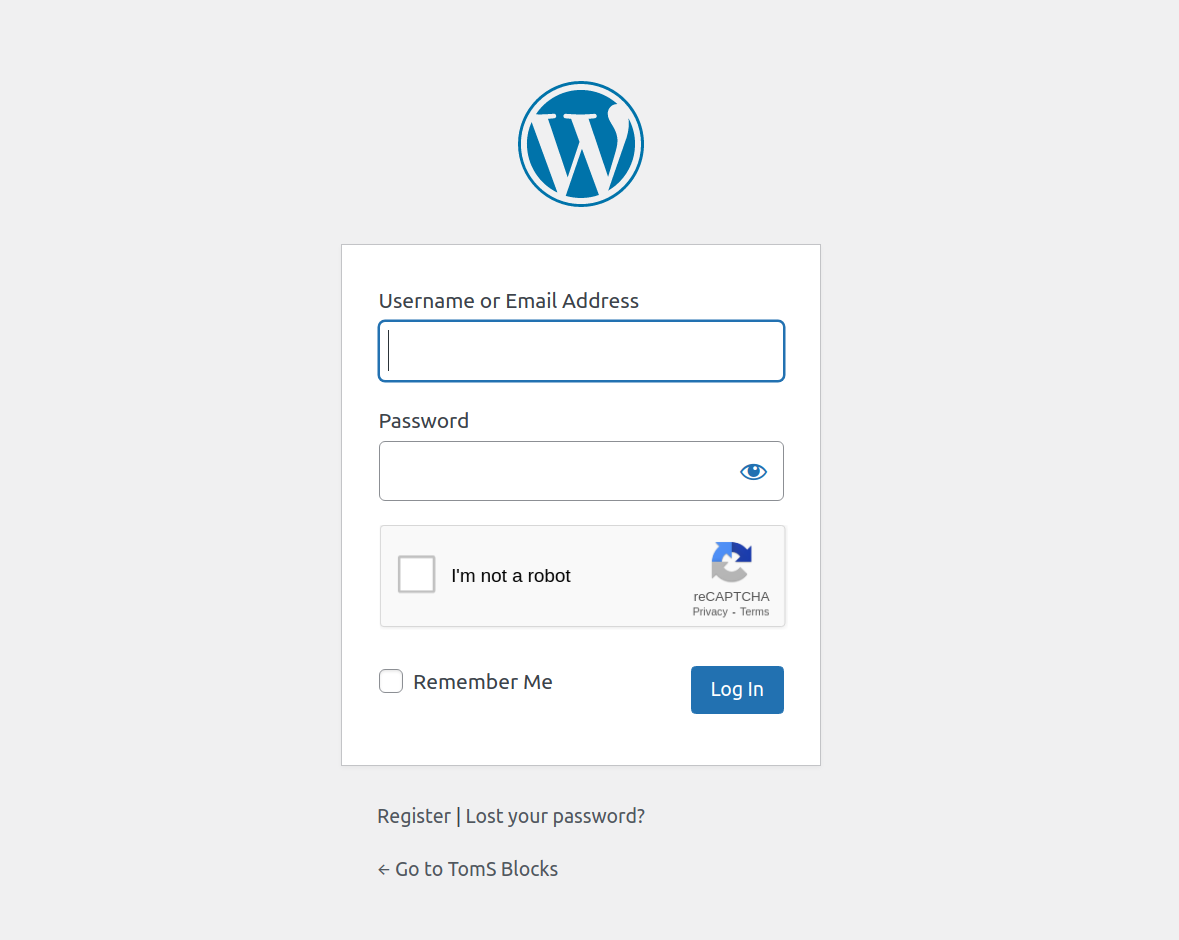 Username or Email Address
Password
I'm not a robot
reCAPTCHA
Privacy - Terms
Remember Me
Log In
Register | Lost your password?
← Go to TomS Blocks